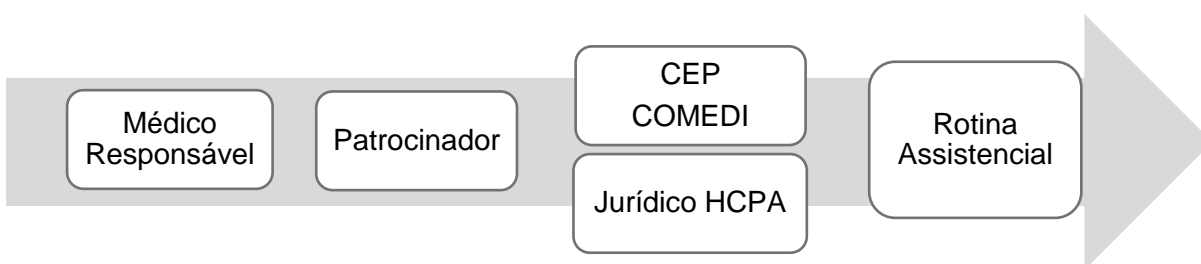 Médico
Responsável
Patrocinador
CEP
COMEDI
Jurídico HCPA
Rotina
Assistencial